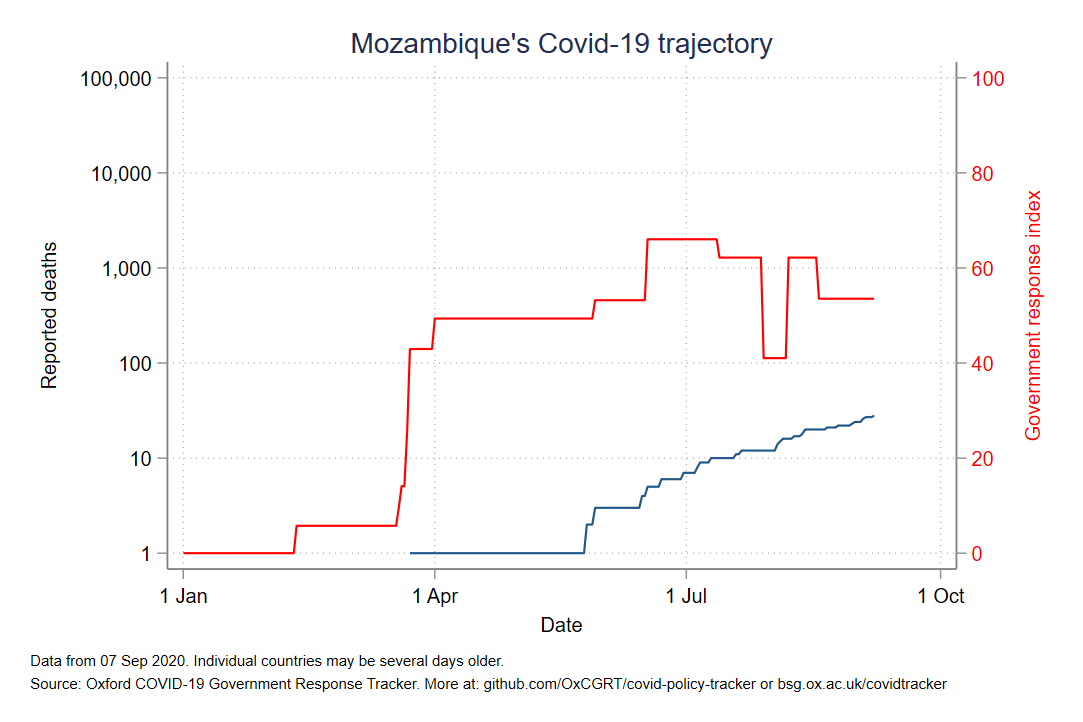 Mozambique's Covid-19 trajectory
100,000
10,000
1,000
100
10
1
Reported deaths
100
80
60
40
20
0
Government response index
1 Jan
1 Apr
1 Jul
1 Oct
Date
Data from 07 Sep 2020. Individual countries may be several days older.
Source: Oxford COVID-19 Government Response Tracker. More at: github.com/OxCGRT/covid-policy-tracker or bsg.ox.ac.uk/covidtracker